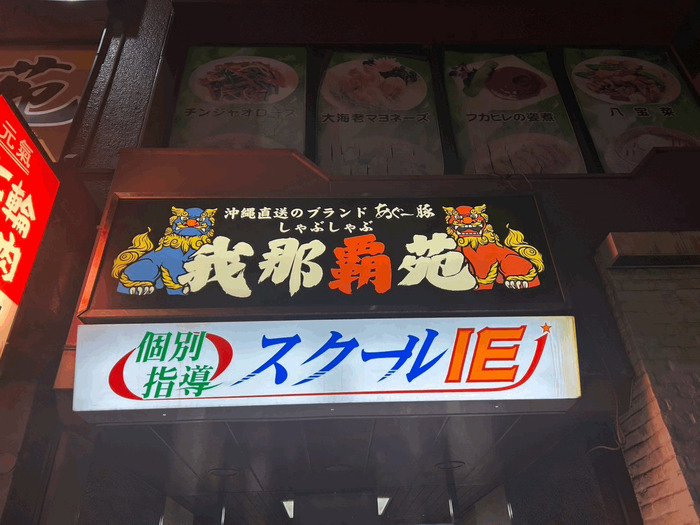 苑
元氣
チンジャオロース
大海老マヨネーズ
フカヒレの姿煮
八宝菜
沖縄直送のブランド あぐー豚
しゃぶしゃぶ
我那覇苑
個別
指導
スクールIE